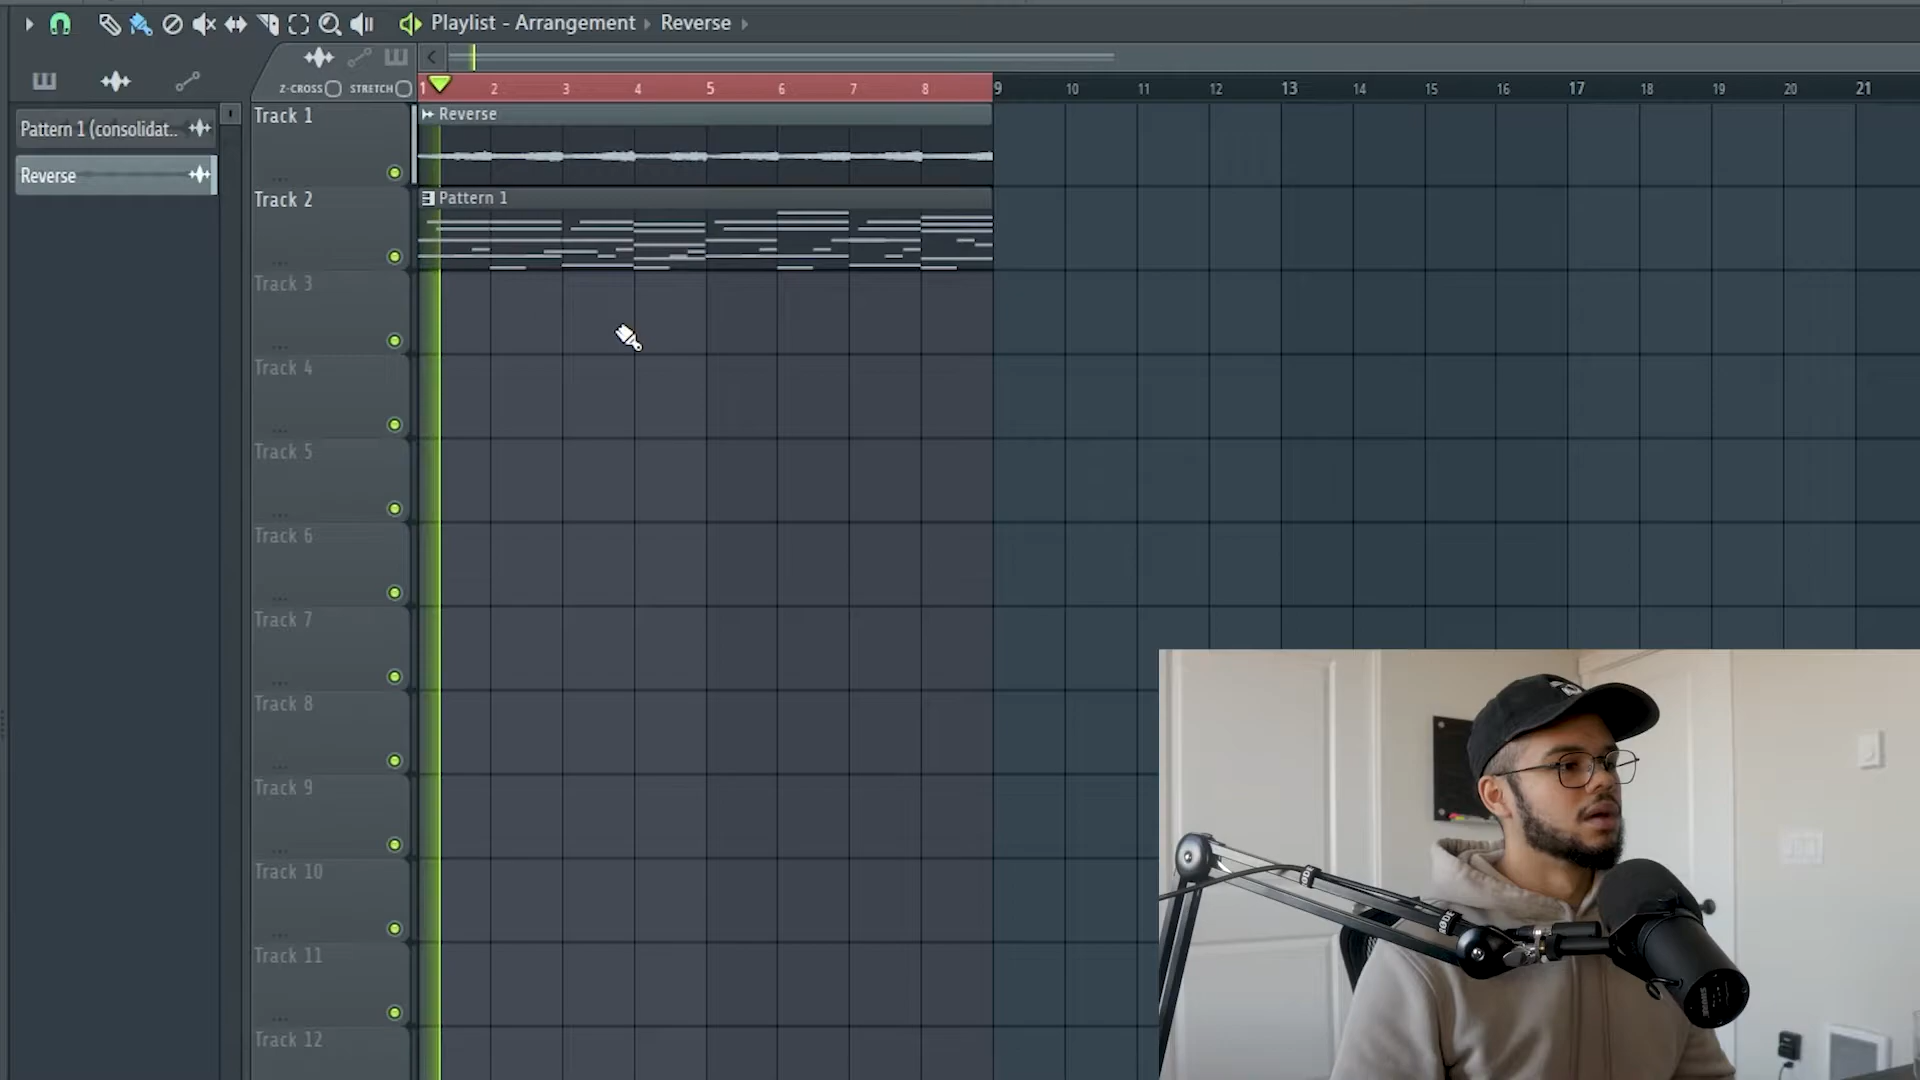 Playlist - Arrangement › Reverse ›
Z-CROSS STRETCH
1 2 3 4 5 6 7 8 9 10 11 12 13 14 15 16 17 18 19 20 21
Pattern 1 (consolidat..
Reverse
Track 1
Reverse
Track 2
Pattern 1
Track 3
Track 4
Track 5
Track 6
Track 7
Track 8
Track 9
Track 10
Track 11
Track 12
RODE
RODE
SHURE